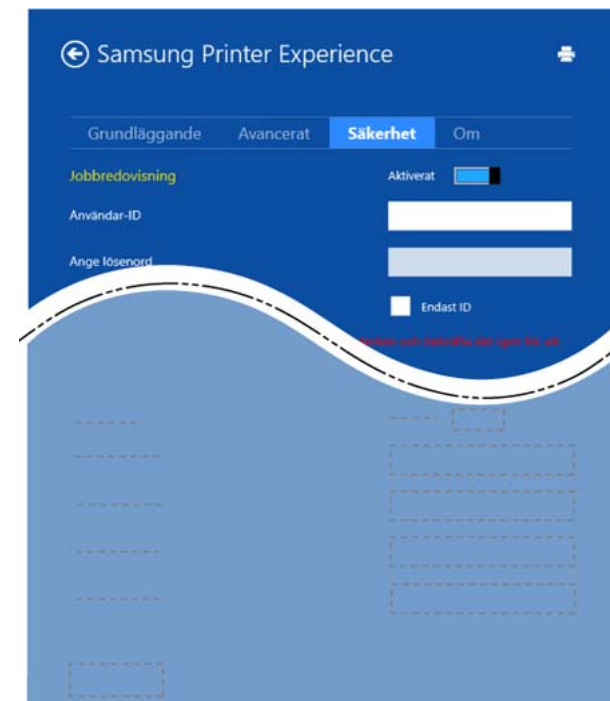 Samsung Printer Experience
Grundläggande Avancerat Säkerhet Om
Jobbredovisning Aktiverat
Användar-ID
Ange lösenord
Endast ID